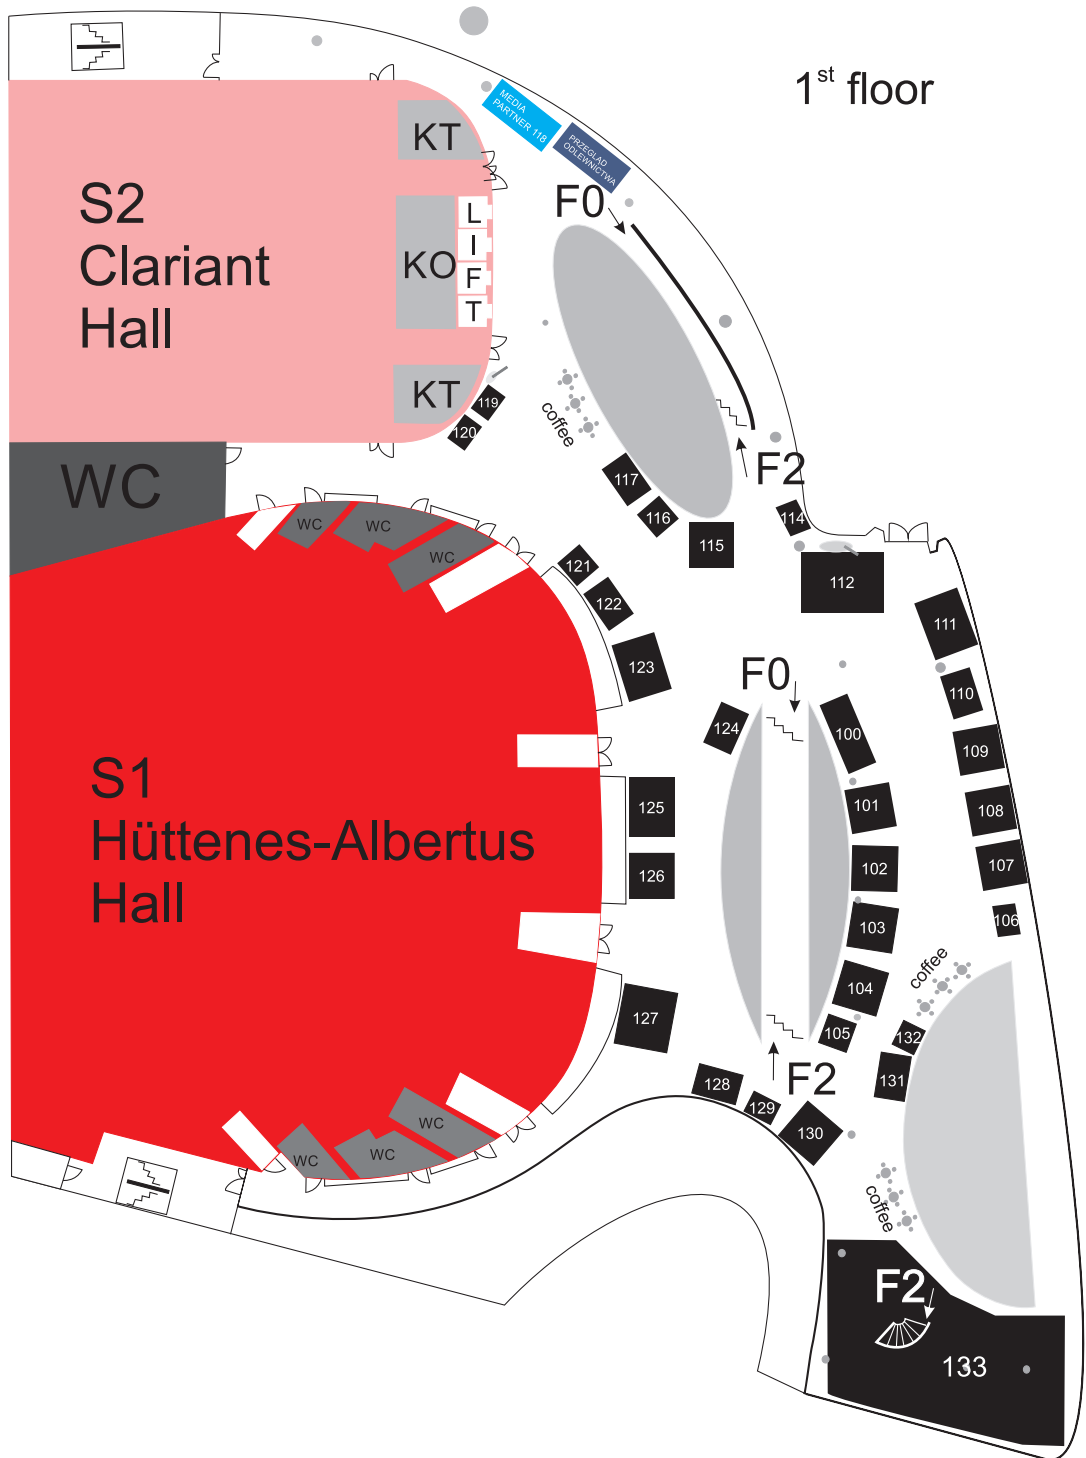 1st floor
MEDIA
PARTNER 118
PRZEGLAD
ODLEWNICTWA
KT
S2
Clariant
Hall
KO
L
I
F
T
KT
F0
119
120
coffee
F2
WC
WC
WC
WC
117
116
115
114
112
121
122
123
111
110
109
108
107
106
F0
124
100
101
102
103
104
105
S1
Hüttenes-Albertus
Hall
125
126
127
coffee
132
131
F2
128
129
130
WC
WC
WC
coffee
F2
133